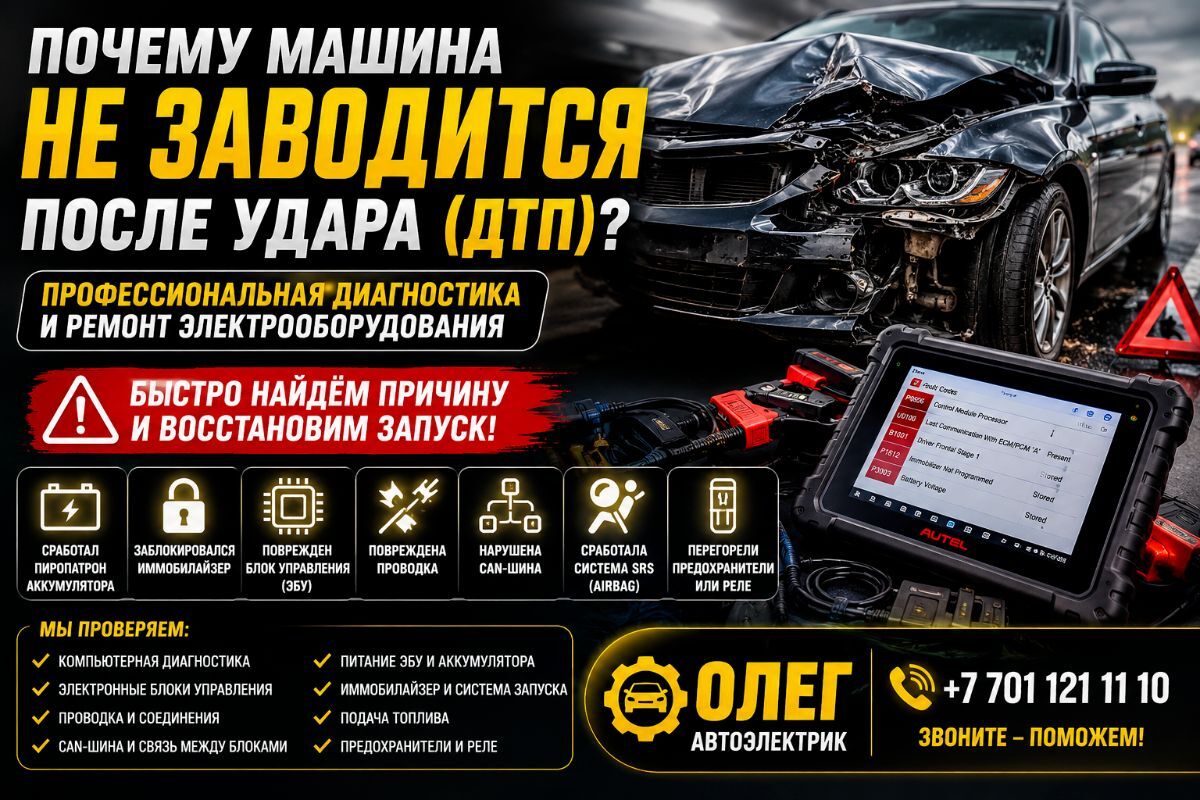 ПОЧЕМУ МАШИНА
НЕ ЗАВОДИТСЯ
ПОСЛЕ УДАРА (ДТП)?
ПРОФЕССИОНАЛЬНАЯ ДИАГНОСТИКА
И РЕМОНТ ЭЛЕКТРООБОРУДОВАНИЯ
БЫСТРО НАЙДЁМ ПРИЧИНУ
И ВОССТАНОВИМ ЗАПУСК!
СРАБОТАЛ
ПИРОПАТРОН
АККУМУЛЯТОРА
ЗАБЛОКИРОВАЛСЯ
ИММОБИЛАЙЗЕР
ПОВРЕЖДЕН
БЛОК УПРАВЛЕНИЯ
(ЭБУ)
ПОВРЕЖДЕНА
ПРОВОДКА
НАРУШЕНА
CAN-ШИНА
СРАБОТАЛА
СИСТЕМА SRS
(AIRBAG)
ПЕРЕГОРЕЛИ
ПРЕДОХРАНИТЕЛИ
ИЛИ РЕЛЕ
Fault Codes
P0606 Control Module Processor
U0100 Last Communication With ECM/PCM "A" Present
B1001 Driver Frontal Stage 1 Stored
P1612 Immobilizer Not Programmed Stored
P3003 Battery Voltage Stored
AUTEL
МЫ ПРОВЕРЯЕМ:
КОМПЬЮТЕРНАЯ ДИАГНОСТИКА
ЭЛЕКТРОННЫЕ БЛОКИ УПРАВЛЕНИЯ
ПРОВОДКА И СОЕДИНЕНИЯ
CAN-ШИНА И СВЯЗЬ МЕЖДУ БЛОКАМИ
ПИТАНИЕ ЭБУ И АККУМУЛЯТОРА
ИММОБИЛАЙЗЕР И СИСТЕМА ЗАПУСКА
ПОДАЧА ТОПЛИВА
ПРЕДОХРАНИТЕЛИ И РЕЛЕ
ОЛЕГ
АВТОЭЛЕКТРИК
+7 701 121 11 10
ЗВОНИТЕ – ПОМОЖЕМ!